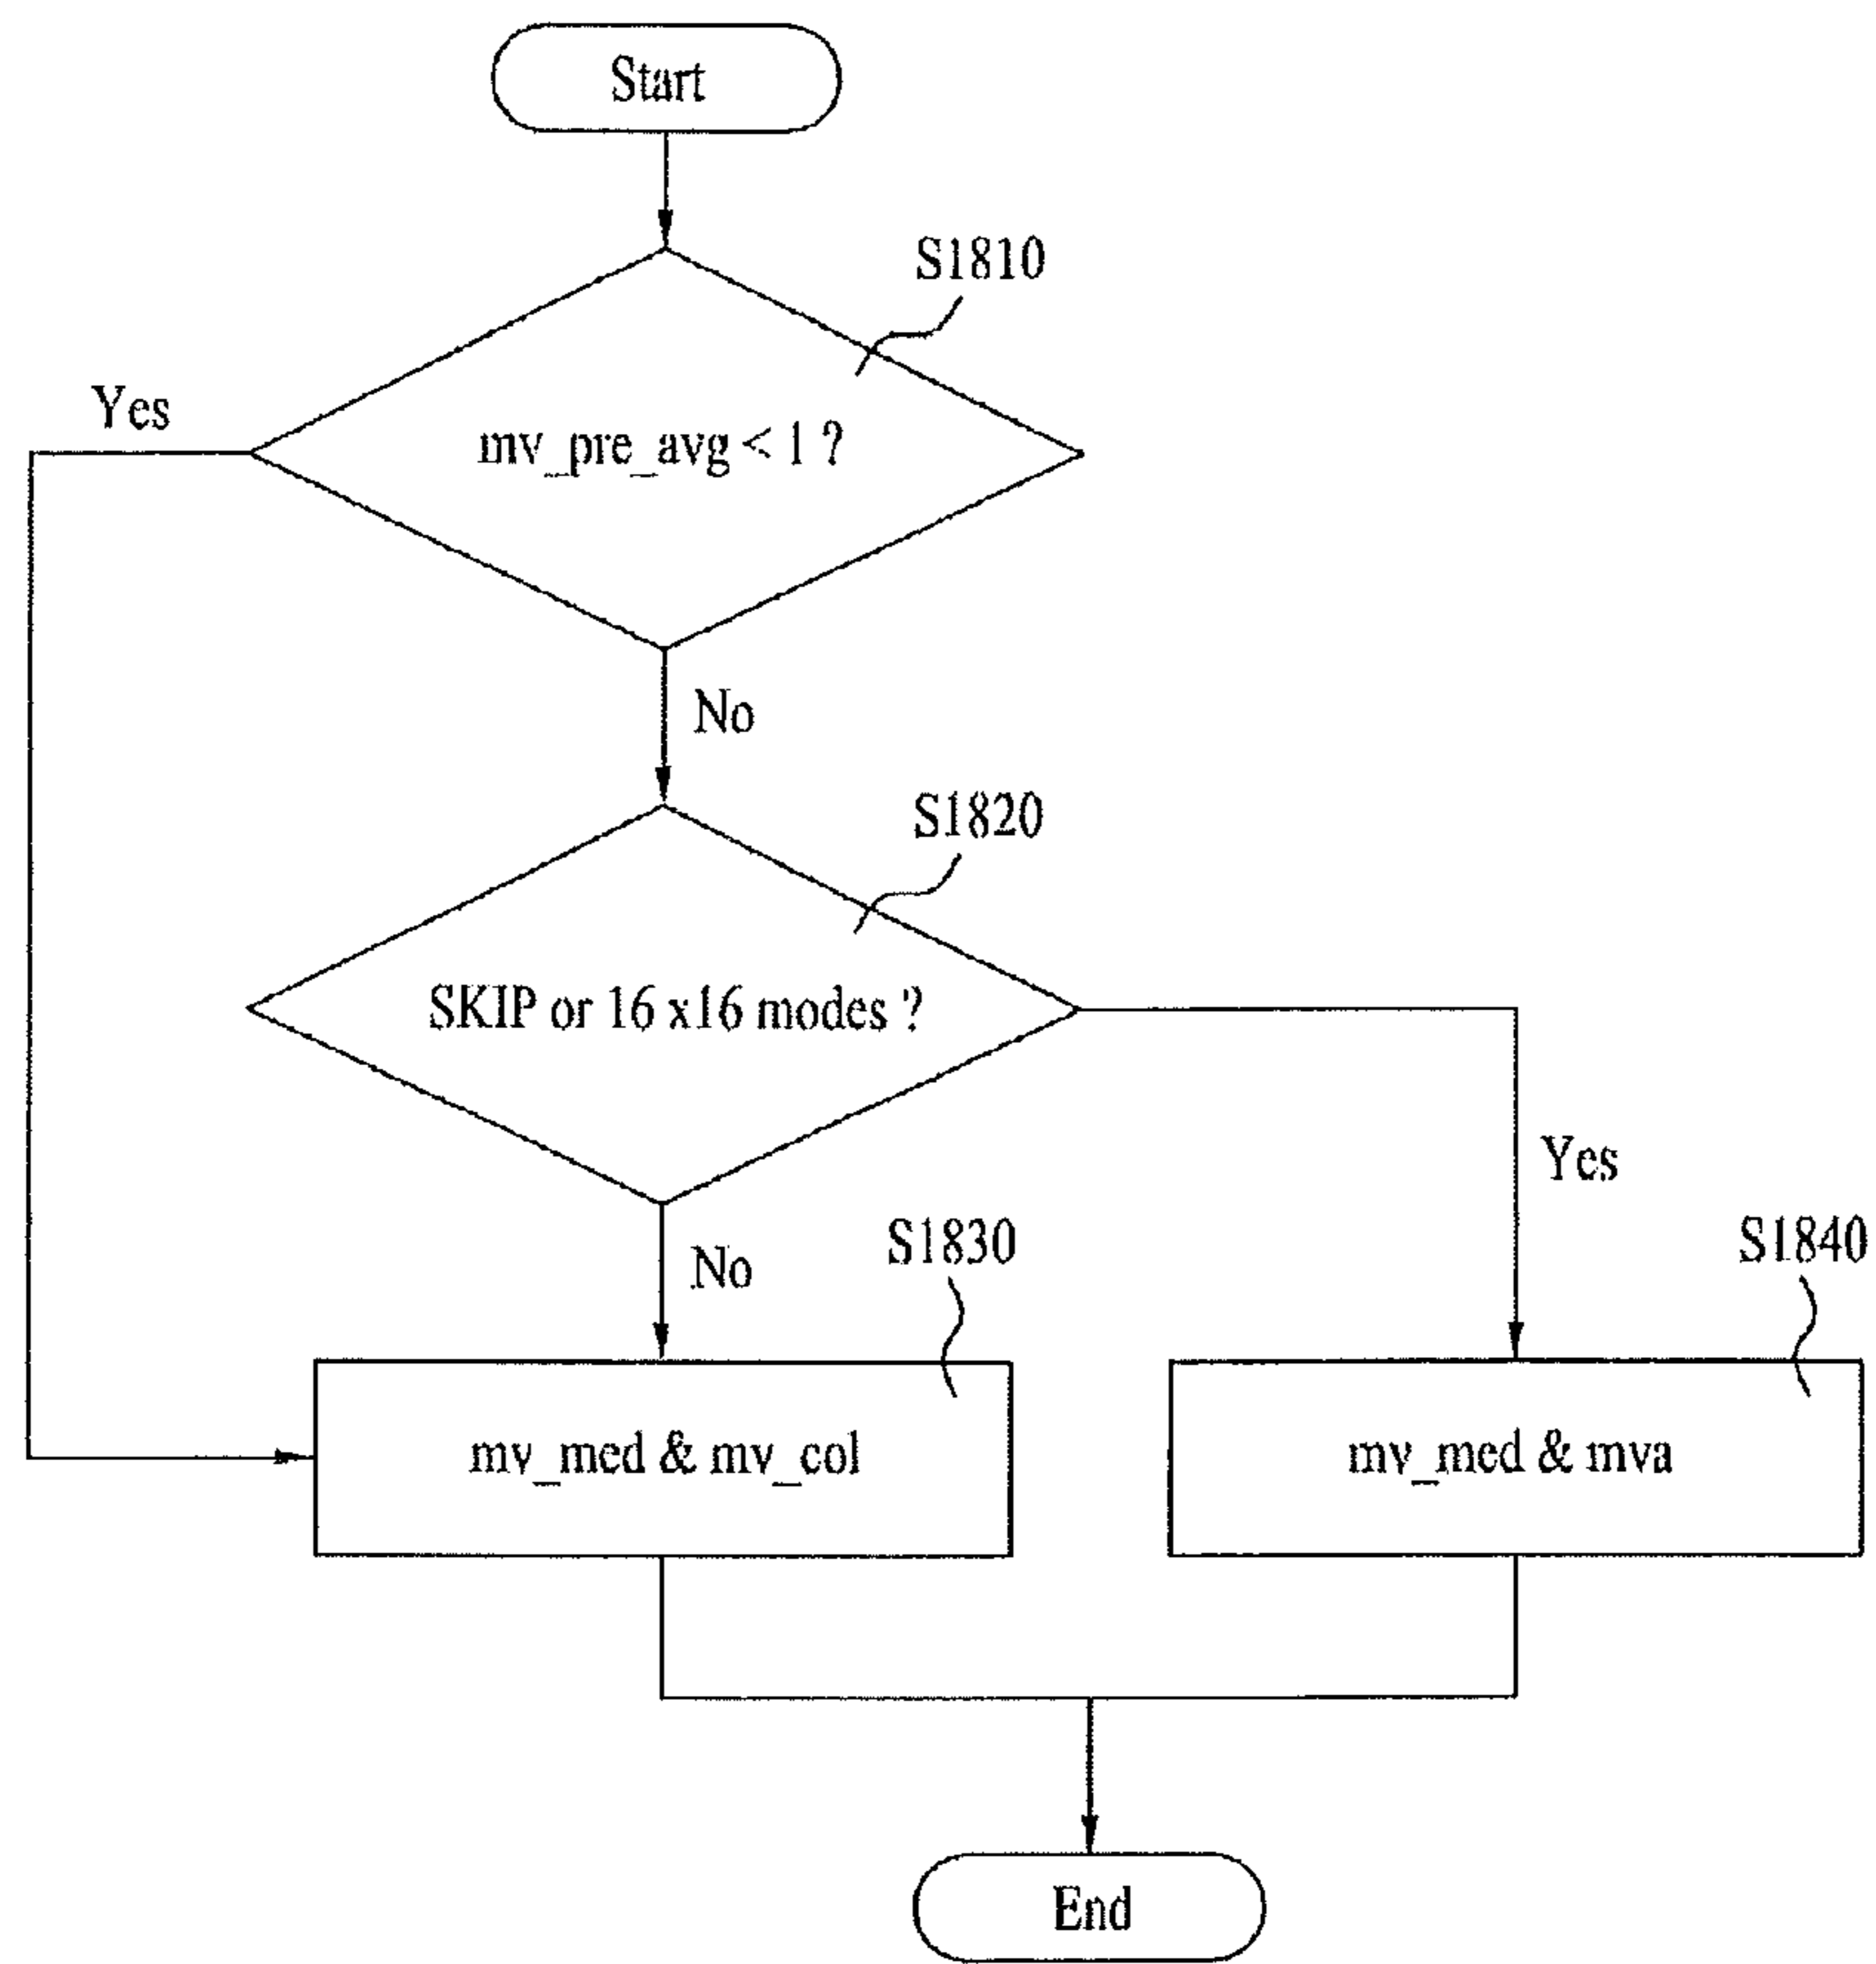 Start
S1810
Yes
mv_pre_avg < 1 ?
No
S1820
SKIP or 16 x16 modes ?
Yes
S1830
S1840
No
mv_med & mv_col
mv_med & mva
End